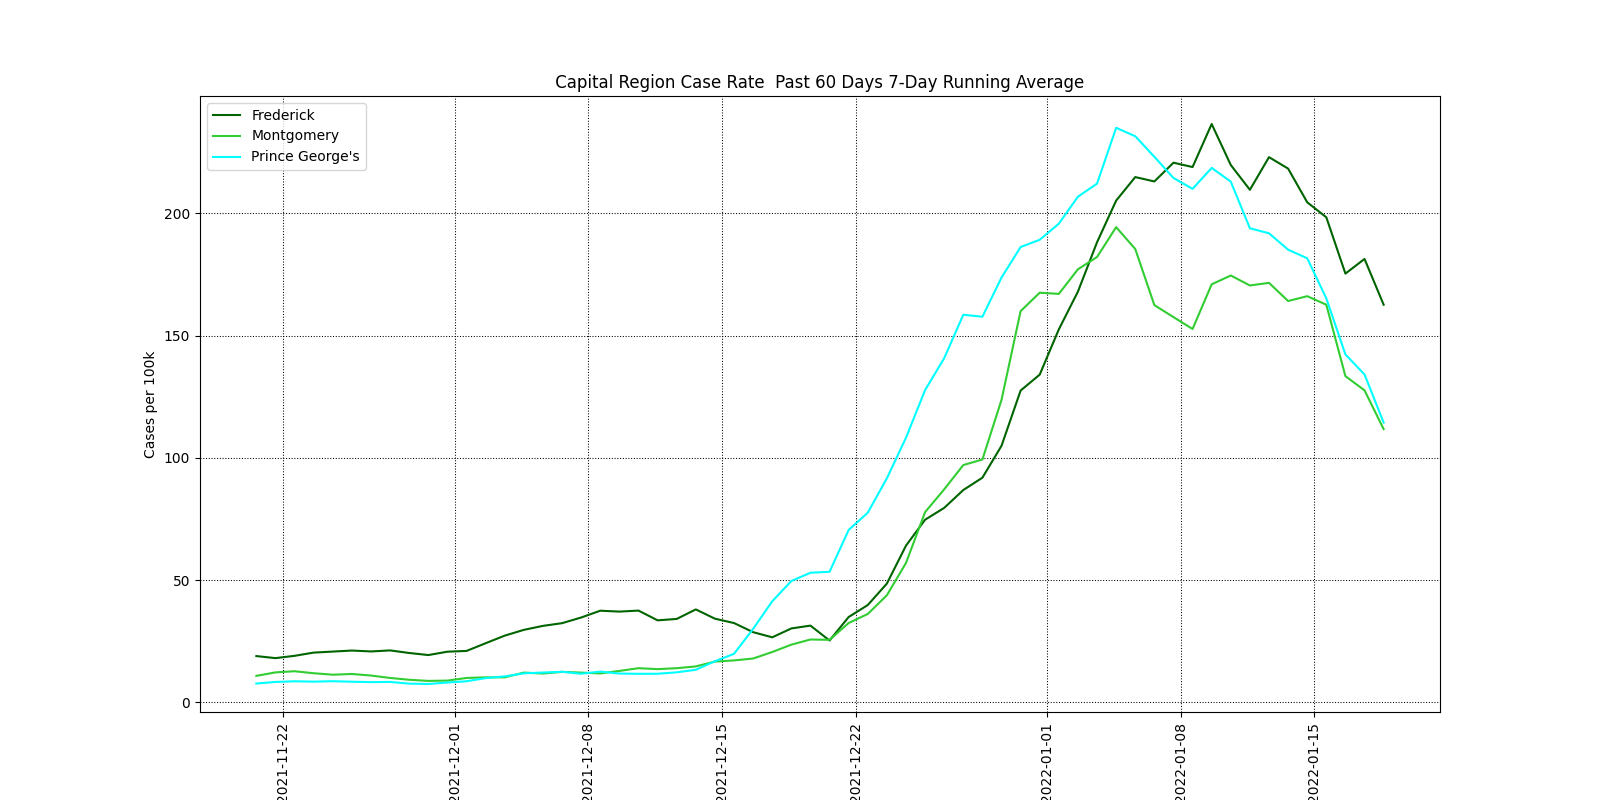 Capital Region Case Rate  Past 60 Days 7-Day Running Average
Frederick
Montgomery
Prince George's
Cases per 100k
200
150
100
50
0
2021-11-22
2021-12-01
2021-12-08
2021-12-15
2021-12-22
2022-01-01
2022-01-08
2022-01-15